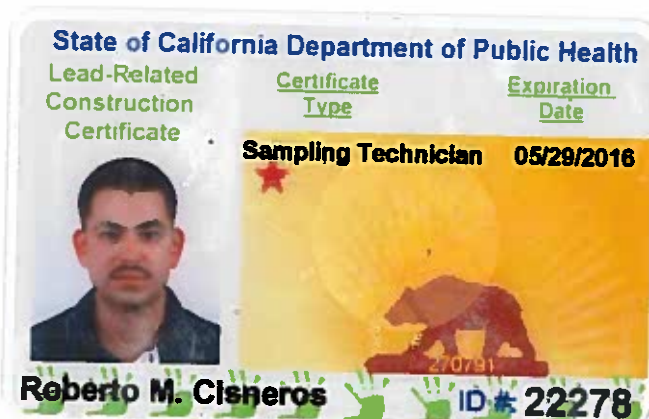 State of California Department of Public Health
Lead-Related
Construction
Certificate
Certificate
Type
Expiration
Date
Sampling Technician 05/29/2016
270791
Roberto M. Cisneros
ID # 22278